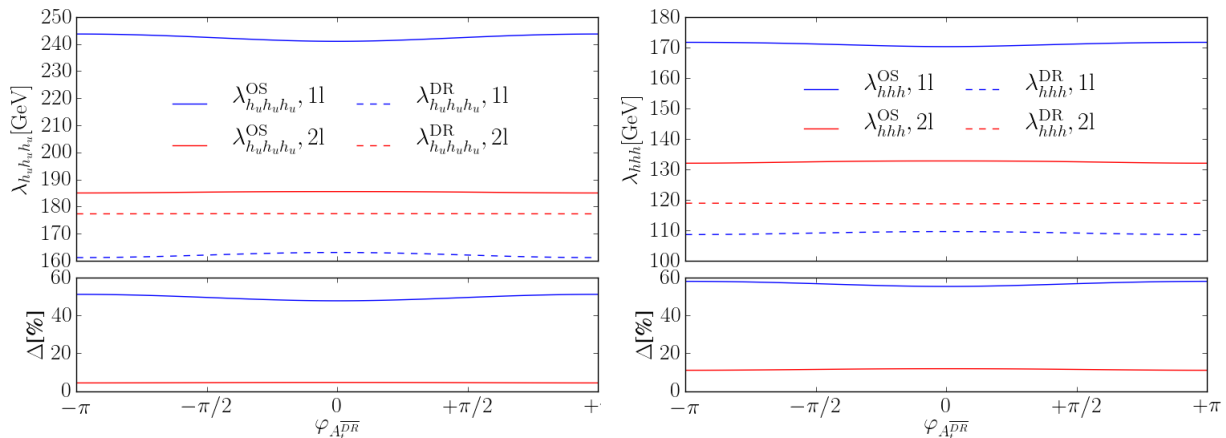 250
240
230
220
210
200
190
180
170
160
λ_{h_u h_u h_u}[GeV]
λ^{OS}_{h_u h_u h_u}, 1l
λ^{DR}_{h_u h_u h_u}, 1l
λ^{OS}_{h_u h_u h_u}, 2l
λ^{DR}_{h_u h_u h_u}, 2l
60
40
20
0
Δ[%]
−π
−π/2
0
+π/2
+
φ_{A_t^{\overline{DR}}}
180
170
160
150
140
130
120
110
100
λ_{hhh}[GeV]
λ^{OS}_{hhh}, 1l
λ^{DR}_{hhh}, 1l
λ^{OS}_{hhh}, 2l
λ^{DR}_{hhh}, 2l
60
40
20
0
Δ[%]
−π
−π/2
0
+π/2
+π
φ_{A_t^{\overline{DR}}}